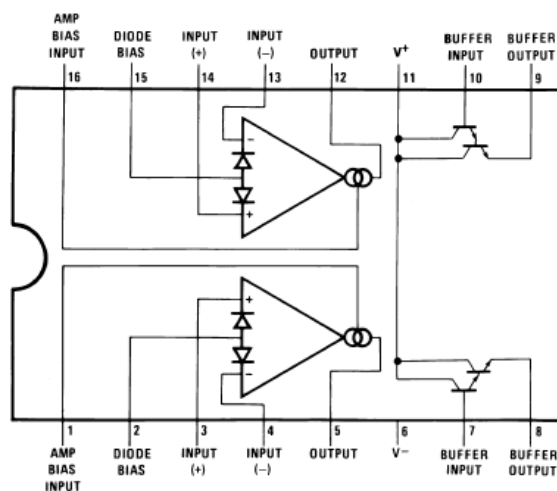 AMP
BIAS
INPUT
16
DIODE
BIAS
15
INPUT
(+)
14
INPUT
(−)
13
OUTPUT
12
V+
11
BUFFER
INPUT
10
BUFFER
OUTPUT
9
−
+
+
−
1
AMP
BIAS
INPUT
2
DIODE
BIAS
3
INPUT
(+)
4
INPUT
(−)
5
OUTPUT
6
V−
7
BUFFER
INPUT
8
BUFFER
OUTPUT